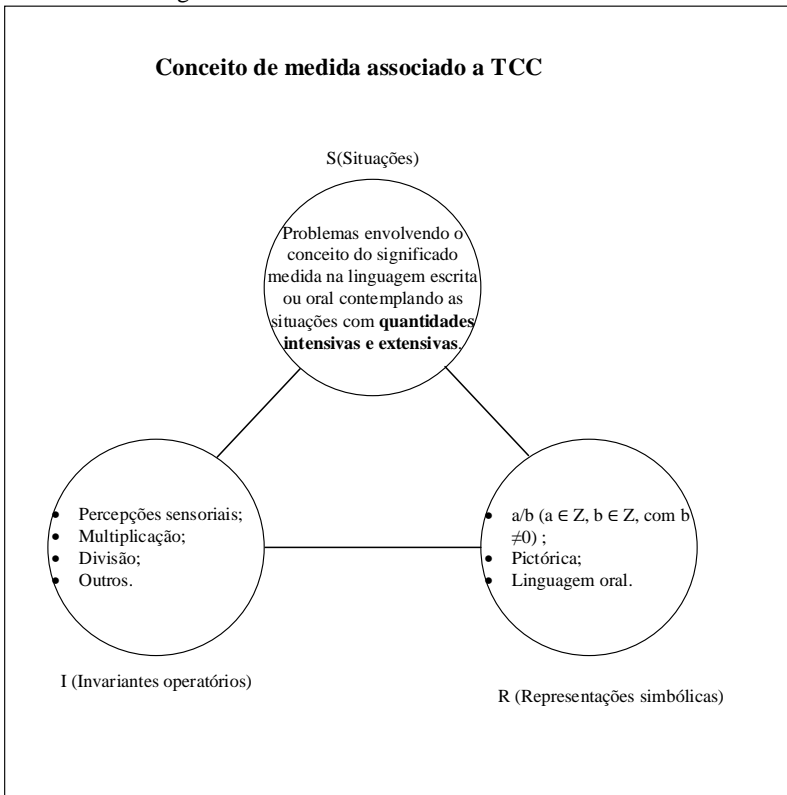 Conceito de medida associado a TCC
S(Situações)
Problemas envolvendo o
conceito do significado
medida na linguagem escrita
ou oral contemplando as
situações com quantidades
intensivas e extensivas.
• Percepções sensoriais;
• Multiplicação;
• Divisão;
• Outros.
• a/b (a ∈ Z, b ∈ Z, com b
≠0) ;
• Pictórica;
• Linguagem oral.
I (Invariantes operatórios)
R (Representações simbólicas)